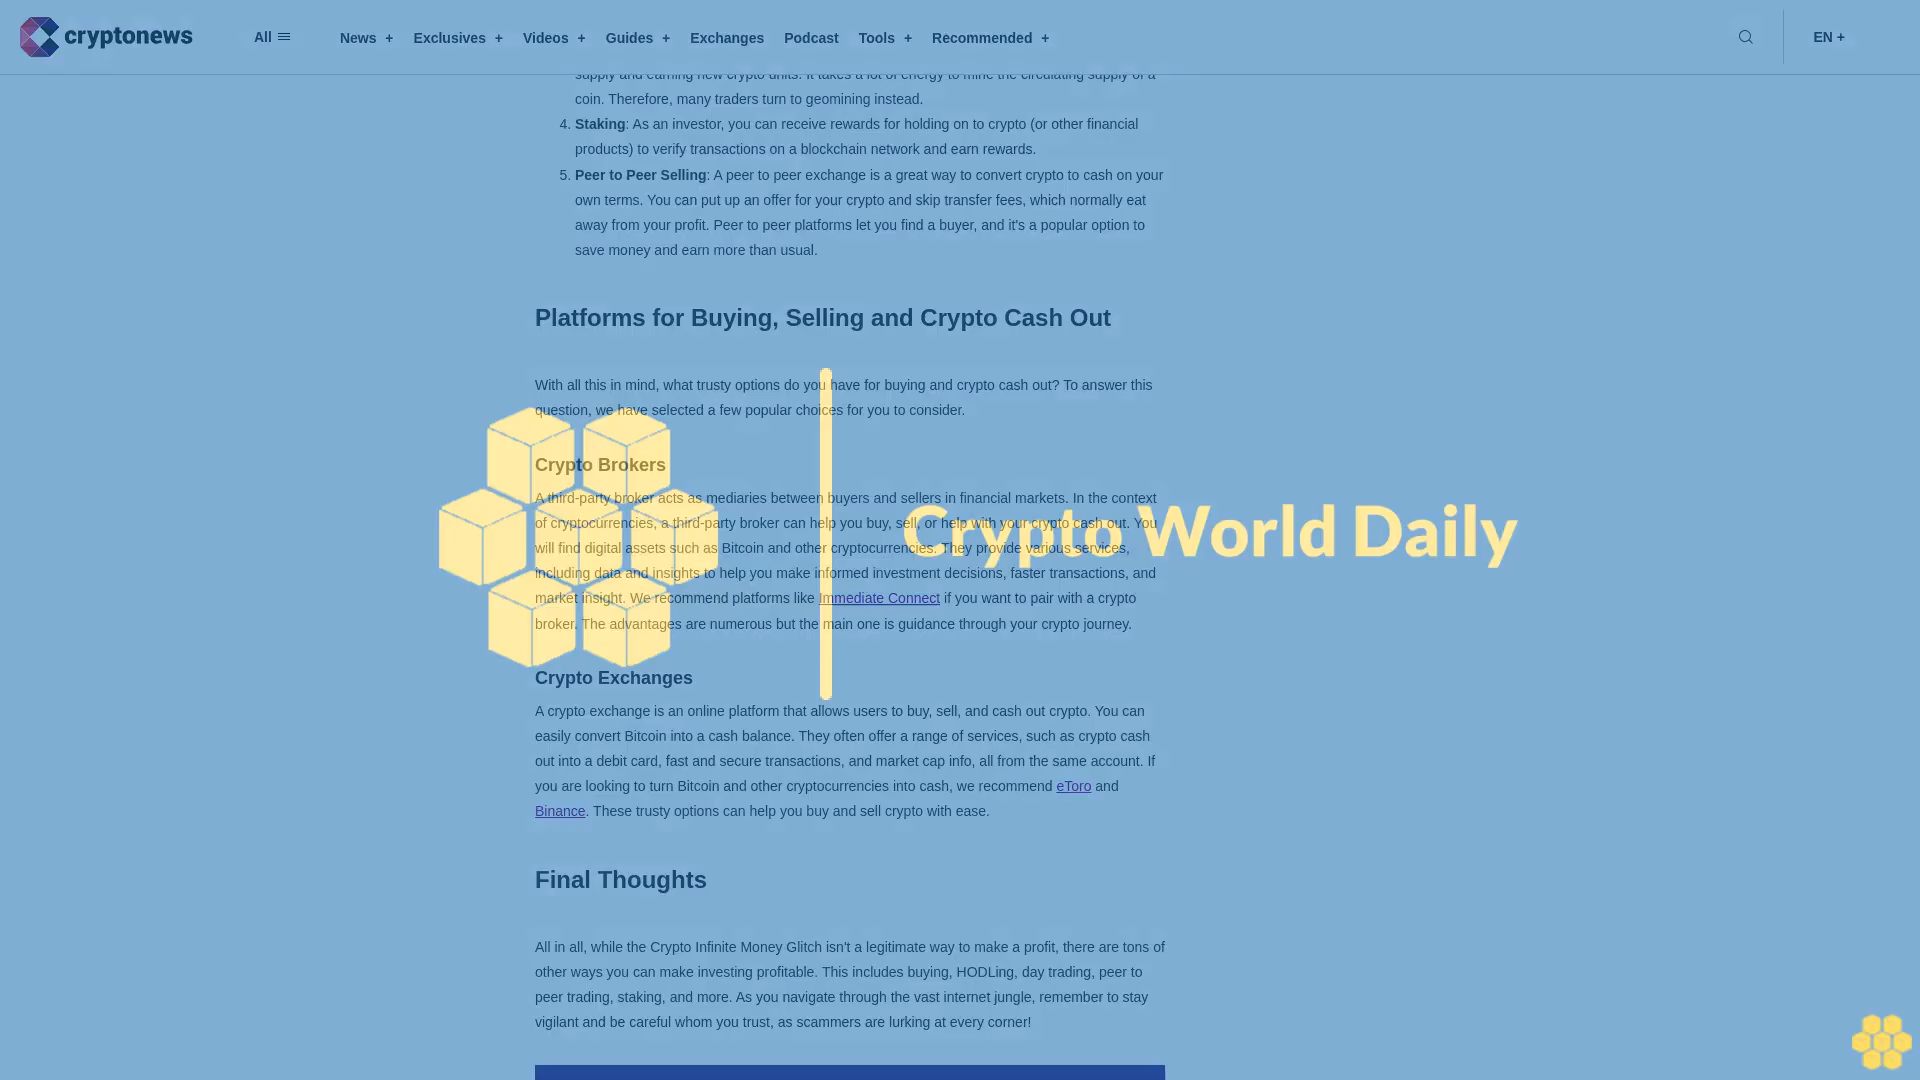 cryptonews
All
News +
Exclusives +
Videos +
Guides +
Exchanges
Podcast
Tools +
Recommended +
EN +
supply and earning new crypto units. It takes a lot of energy to mine the circulating supply of a
coin. Therefore, many traders turn to geomining instead.
4. Staking: As an investor, you can receive rewards for holding on to crypto (or other financial
products) to verify transactions on a blockchain network and earn rewards.
5. Peer to Peer Selling: A peer to peer exchange is a great way to convert crypto to cash on your
own terms. You can put up an offer for your crypto and skip transfer fees, which normally eat
away from your profit. Peer to peer platforms let you find a buyer, and it's a popular option to
save money and earn more than usual.
Platforms for Buying, Selling and Crypto Cash Out
With all this in mind, what trusty options do you have for buying and crypto cash out? To answer this
question, we have selected a few popular choices for you to consider.
Crypto Brokers
A third-party broker acts as mediaries between buyers and sellers in financial markets. In the context
of cryptocurrencies, a third-party broker can help you buy, sell, or help with your crypto cash out. You
will find digital assets such as Bitcoin and other cryptocurrencies. They provide various services,
including data and insights to help you make informed investment decisions, faster transactions, and
market insight. We recommend platforms like Immediate Connect if you want to pair with a crypto
broker. The advantages are numerous but the main one is guidance through your crypto journey.
Crypto World Daily
Crypto Exchanges
A crypto exchange is an online platform that allows users to buy, sell, and cash out crypto. You can
easily convert Bitcoin into a cash balance. They often offer a range of services, such as crypto cash
out into a debit card, fast and secure transactions, and market cap info, all from the same account. If
you are looking to turn Bitcoin and other cryptocurrencies into cash, we recommend eToro and
Binance. These trusty options can help you buy and sell crypto with ease.
Final Thoughts
All in all, while the Crypto Infinite Money Glitch isn't a legitimate way to make a profit, there are tons of
other ways you can make investing profitable. This includes buying, HODLing, day trading, peer to
peer trading, staking, and more. As you navigate through the vast internet jungle, remember to stay
vigilant and be careful whom you trust, as scammers are lurking at every corner!